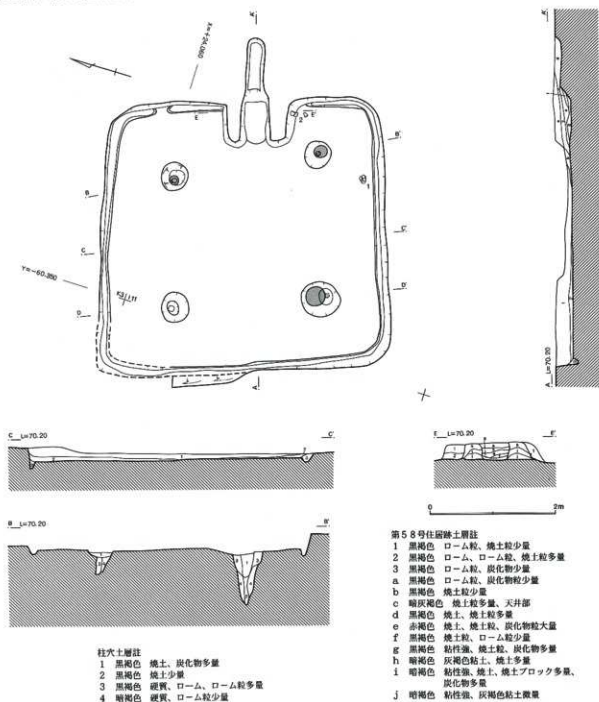 A'
X=+24.060
E
2
D
E'
B'
1
B
C
C'
Y=-60.350
D
D'
A
A'
A L=70.20
C L=70.20
C'
E L=70.20
E'
0
2m
B L=70.20
B'
第58号住居跡土層註
1 黒褐色 ローム粒、焼土粒少量
2 黒褐色 ローム、ローム粒、焼土粒多量
3 黒褐色 ローム粒、炭化物少量
a 黒褐色 ローム粒、炭化物粒少量
b 黒褐色 焼土粒少量
c 暗灰褐色 焼土粒多量、天井部
d 黒褐色 焼土、焼土粒多量
e 赤褐色 焼土、焼土粒、炭化物粒大量
f 黒褐色 焼土粒、ローム粒少量
g 黒褐色 粘性強、焼土粒、炭化物多量
h 暗褐色 灰褐色粘土、焼土多量
i 暗褐色 粘性強、焼土、焼土ブロック多量、
炭化物多量
j 暗褐色 粘性強、灰褐色粘土微量
柱穴土層註
1 黒褐色 焼土、炭化物多量
2 黒褐色 焼土少量
3 黒褐色 硬質、ローム、ローム粒多量
4 暗褐色 硬質、ローム粒少量